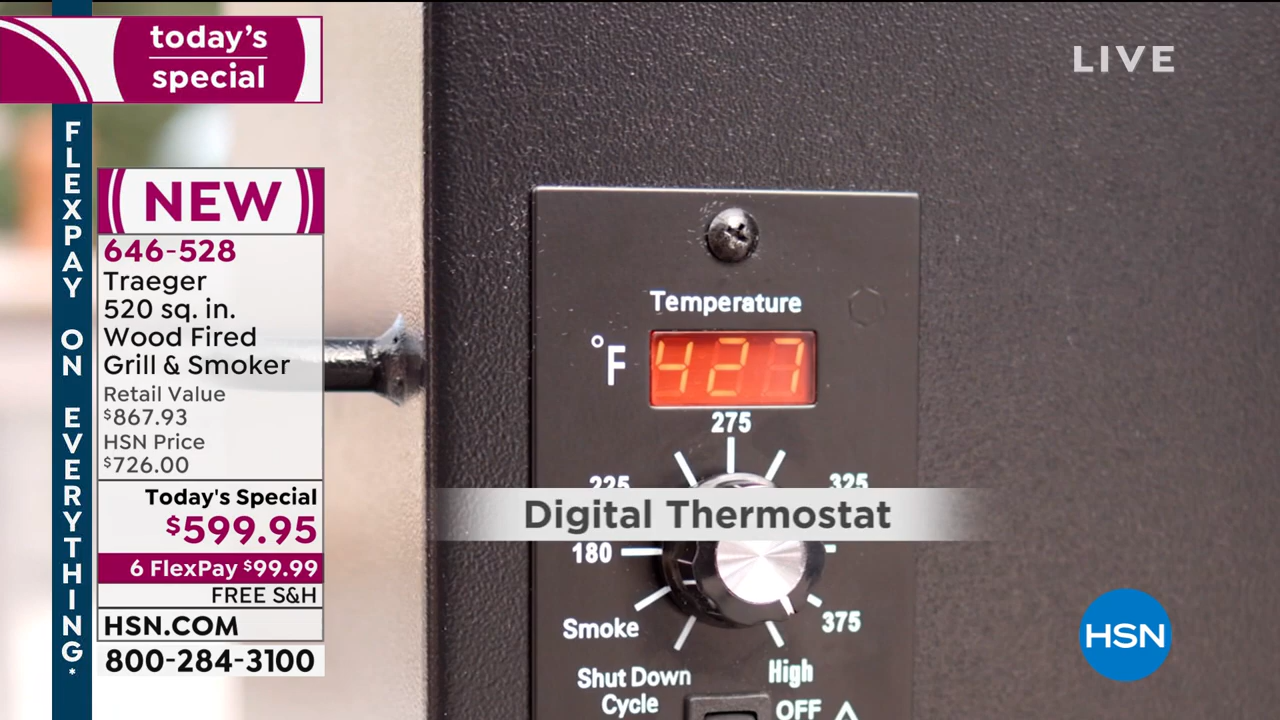 today's
special
LIVE
FLEXPAY ON EVERYTHING*
NEW
646-528
Traeger
520 sq. in.
Wood Fired
Grill & Smoker
Retail Value
$867.93
HSN Price
$726.00
Today's Special
$599.95
6 FlexPay $99.99
FREE S&H
HSN.COM
800-284-3100
Temperature
°F
427
275
225
325
Digital Thermostat
180
375
Smoke
High
Shut Down
Cycle
OFF
HSN